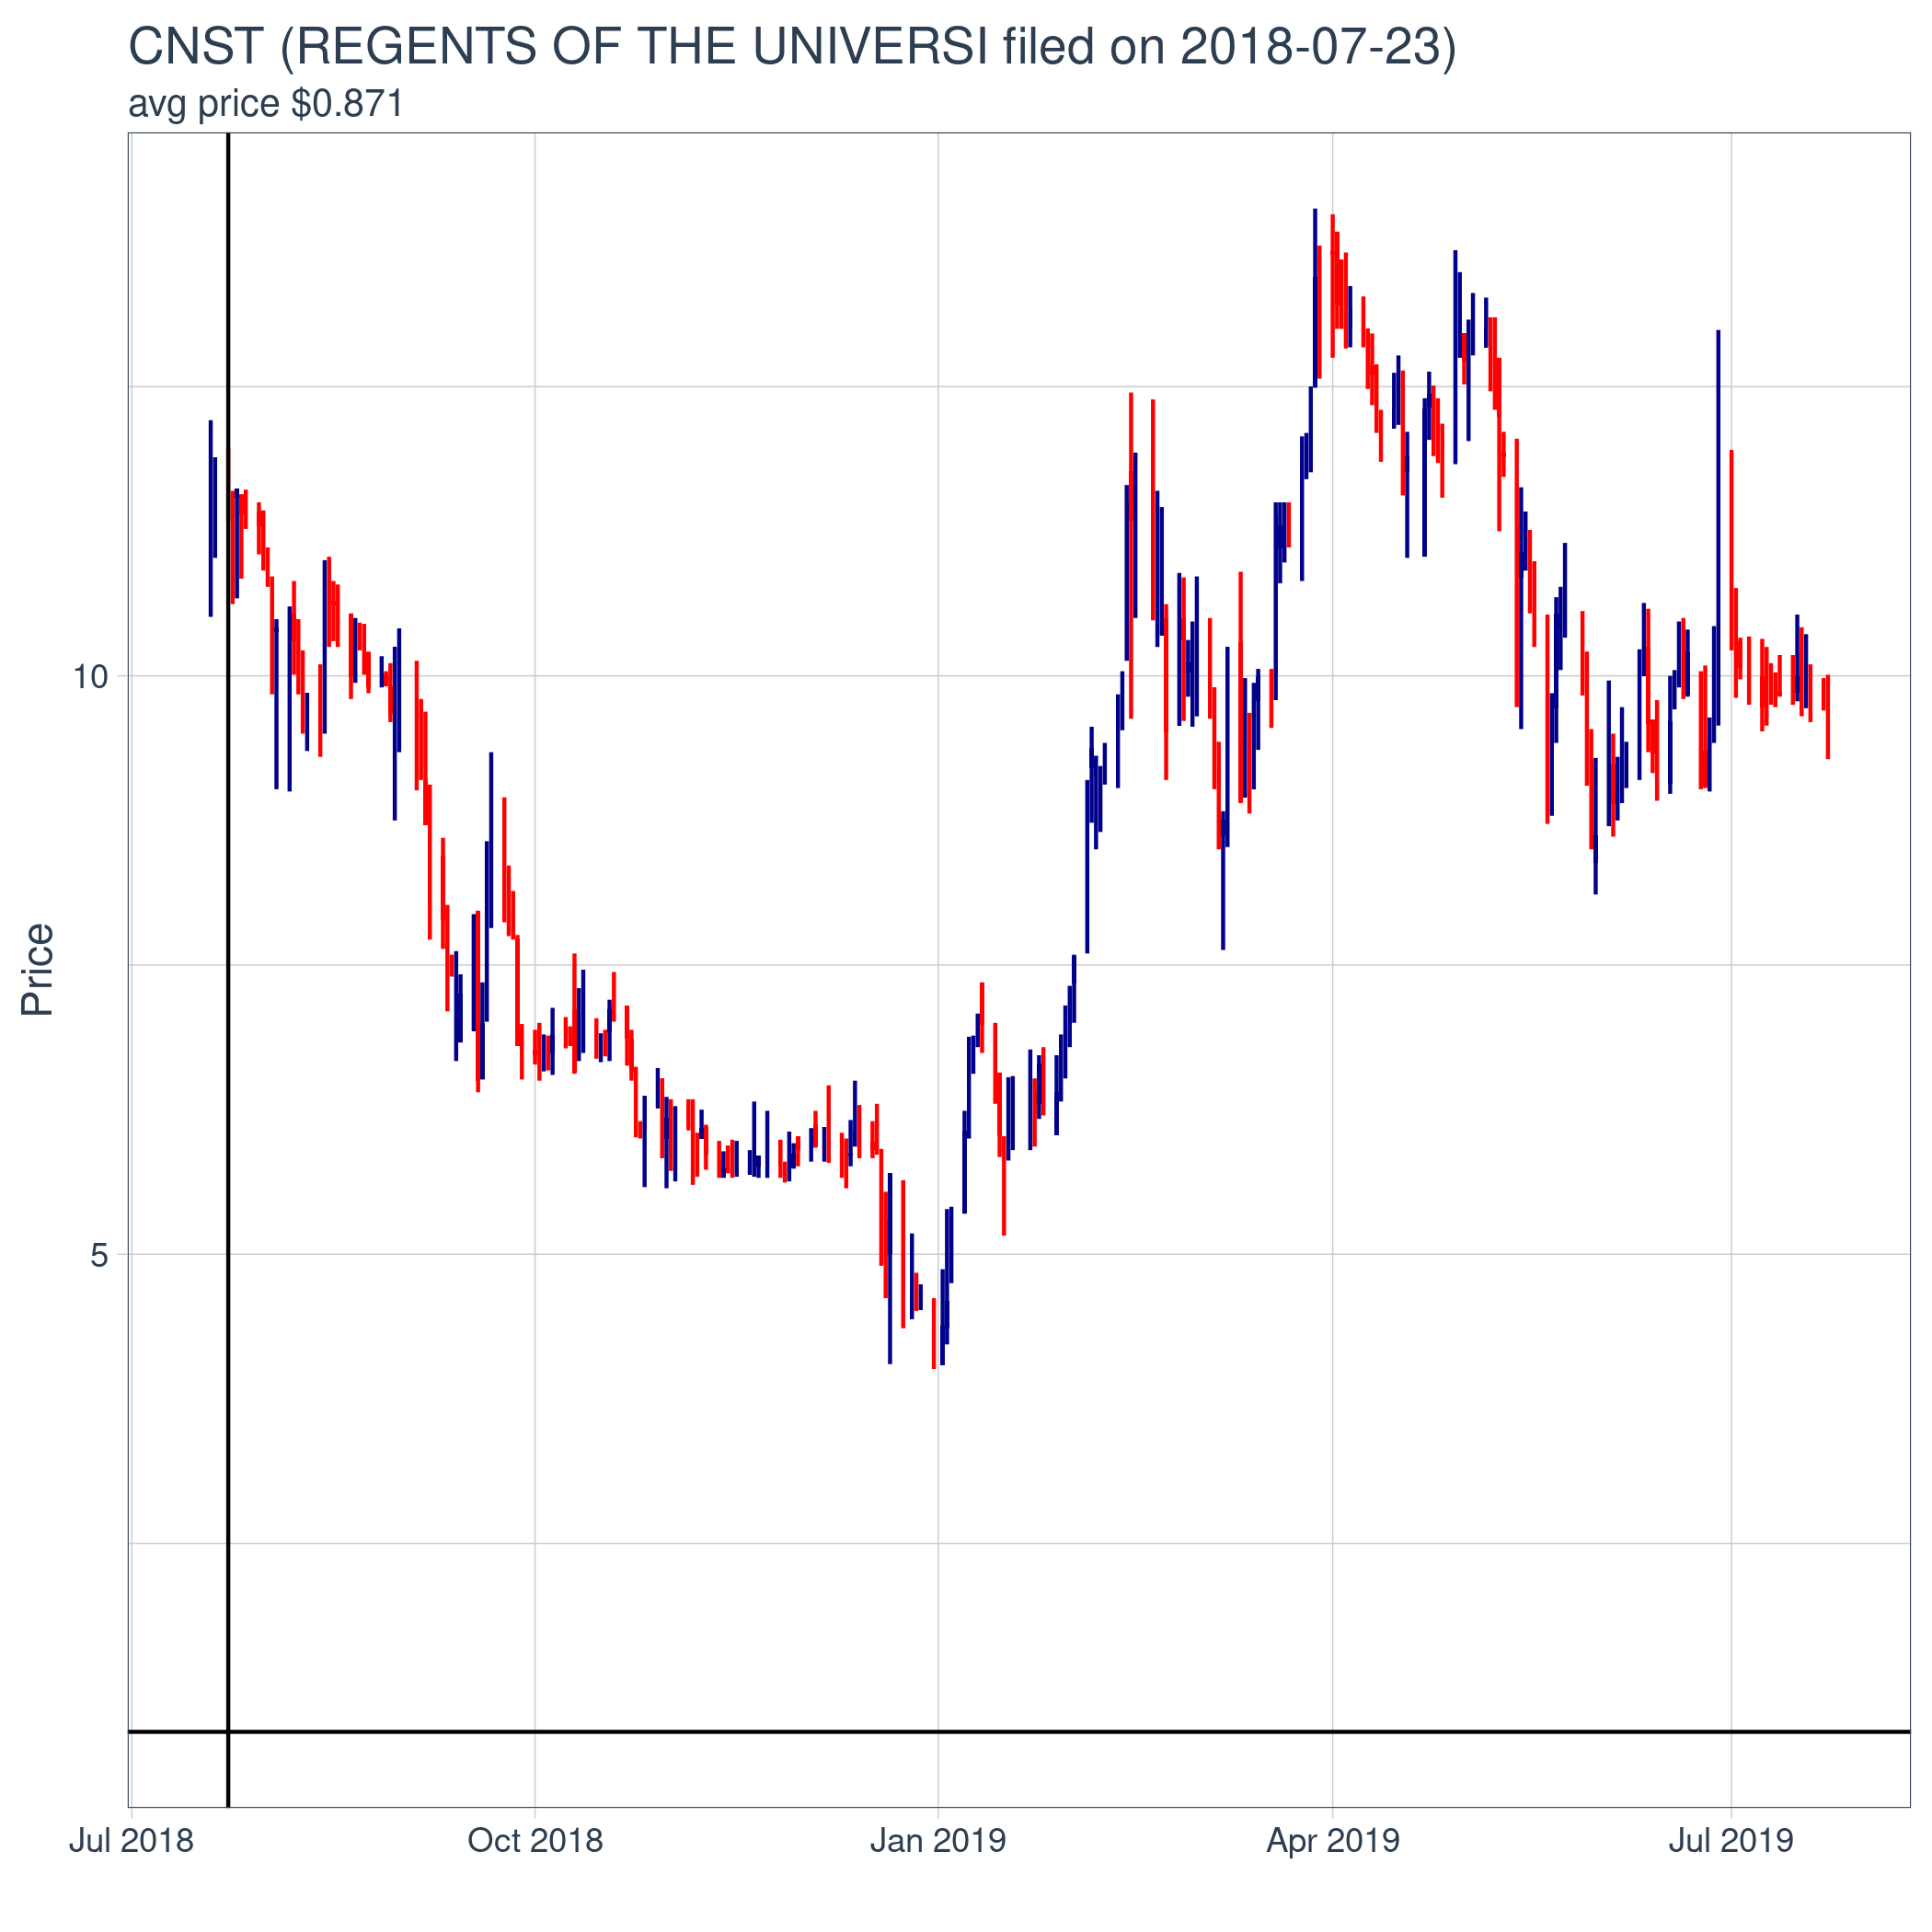 CNST (REGENTS OF THE UNIVERSI filed on 2018-07-23)
avg price $0.871
Price
10
5
Jul 2018 Oct 2018 Jan 2019 Apr 2019 Jul 2019